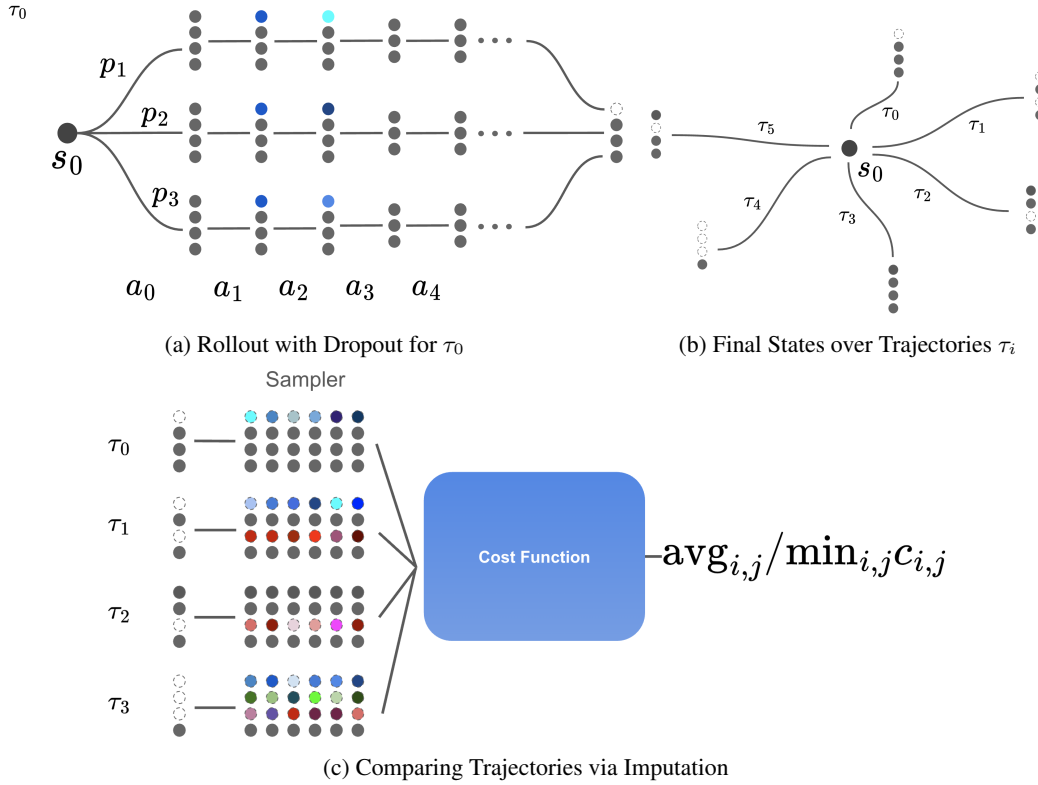 τ₀
p₁
p₂
s₀
p₃
a₀ a₁ a₂ a₃ a₄
(a) Rollout with Dropout for τ₀
τ₀
τ₁
τ₅
s₀
τ₂
τ₄
τ₃
(b) Final States over Trajectories τᵢ
Sampler
τ₀
τ₁
τ₂
τ₃
Cost Function
avgᵢ,ⱼ/minᵢ,ⱼcᵢ,ⱼ
(c) Comparing Trajectories via Imputation